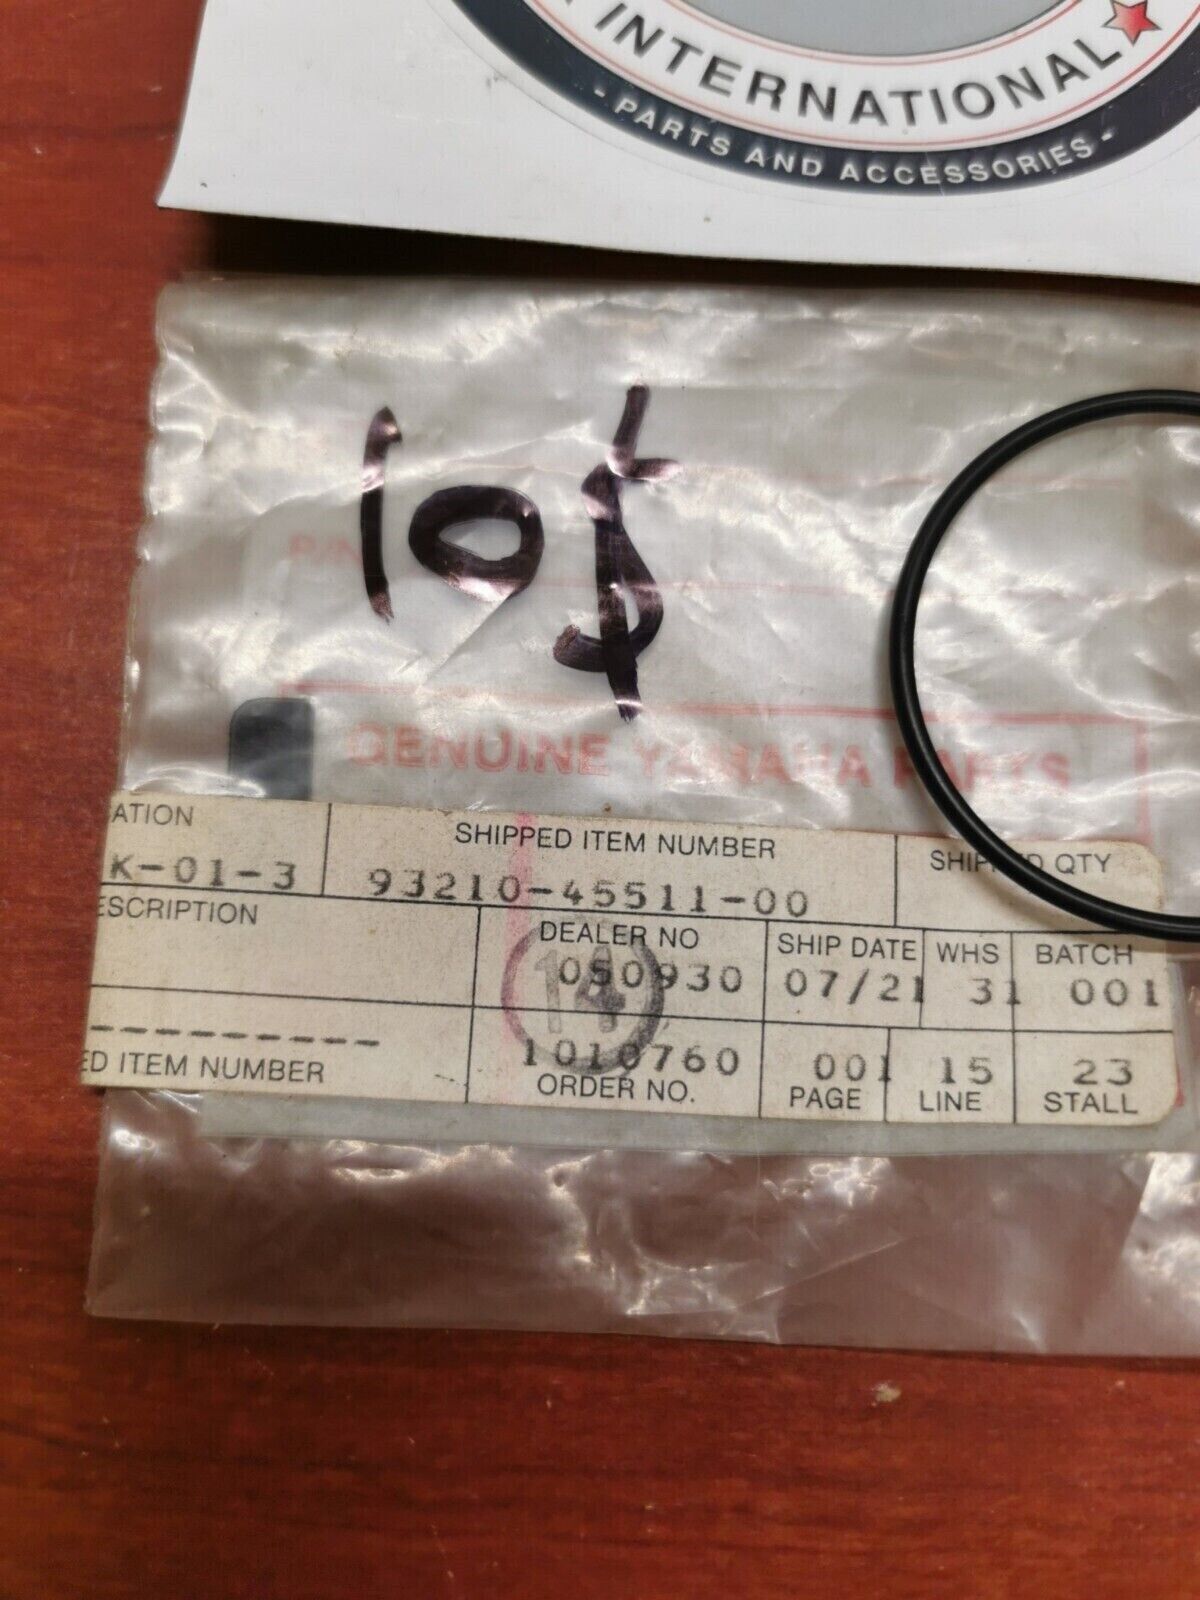 INTERNATIONAL
- PARTS AND ACCESSORIES -
10$
P/N
GENUINE YAMAHA PARTS
ATION
SHIPPED ITEM NUMBER
QTY
K-01-3
93210-45511-00
ESCRIPTION
DEALER NO
SHIP DATE
WHS
BATCH
050930
07/21
31
001
14
---------
1010760
001
15
23
ED ITEM NUMBER
ORDER NO.
PAGE
LINE
STALL